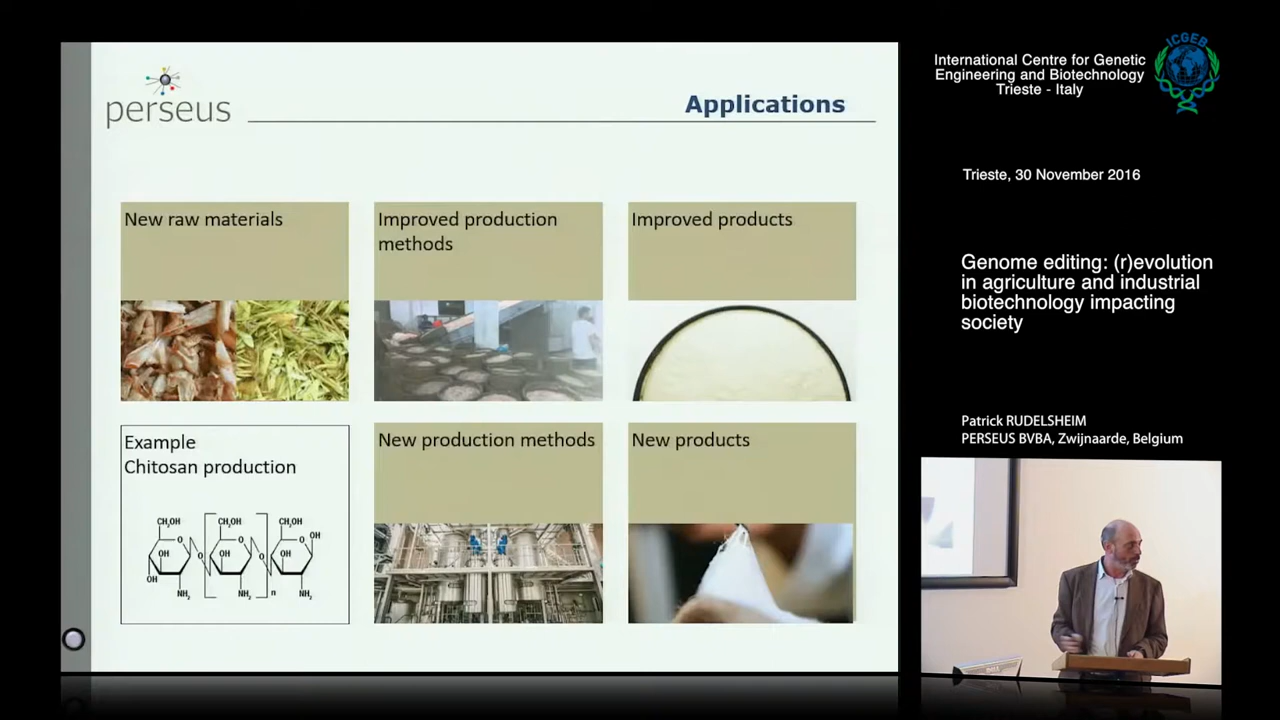 perseus
Applications
New raw materials
Improved production
methods
Improved products
Example
Chitosan production
CH₂OH
CH₂OH
CH₂OH
O
O
O
OH
OH
OH
OH
O
O
OH
NH₂
NH₂
n
NH₂
New production methods
New products
International Centre for Genetic
Engineering and Biotechnology
Trieste - Italy
ICGEB
Trieste, 30 November 2016
Genome editing: (r)evolution
in agriculture and industrial
biotechnology impacting
society
Patrick RUDELSHEIM
PERSEUS BVBA, Zwijnaarde, Belgium